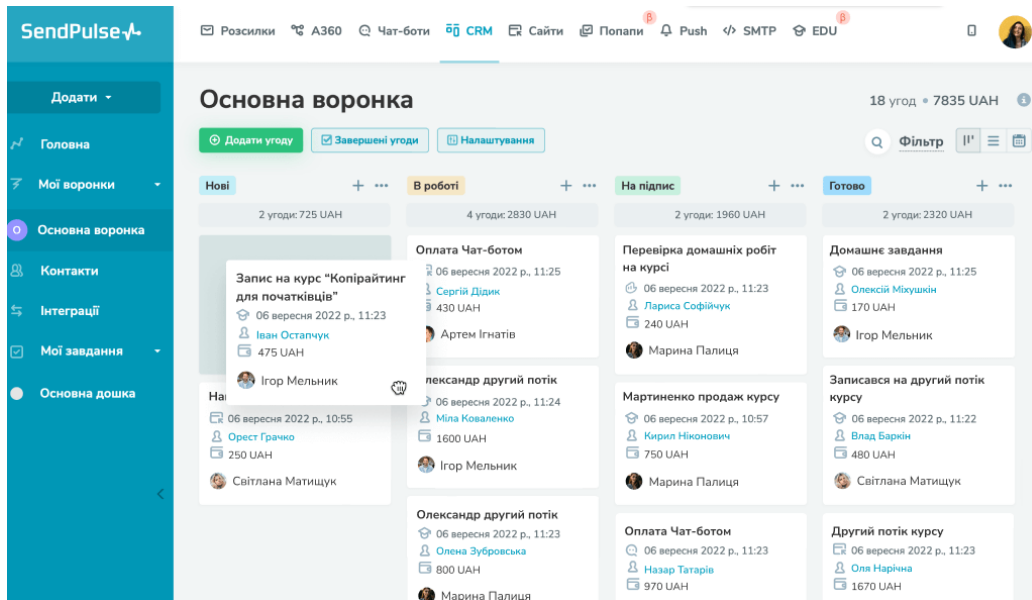 SendPulse
Розсилки
А360
Чат-боти
CRM
Сайти
Попапи
β
Push
SMTP
EDU
β
Додати
Головна
Мої воронки
О
Основна воронка
Контакти
Інтеграції
Мої завдання
Основна дошка
Основна воронка
18 угод • 7835 UAH
Додати угоду
Завершені угоди
Налаштування
Фільтр
Нові
2 угоди: 725 UAH
Запис на курс “Копірайтинг
для початківців”
06 вересня 2022 р., 11:23
Іван Остапчук
475 UAH
Ігор Мельник
06 вересня 2022 р., 10:55
Орест Грачко
250 UAH
Світлана Матищук
В роботі
4 угоди: 2830 UAH
Оплата Чат-ботом
06 вересня 2022 р., 11:25
Сергій Дідик
430 UAH
Артем Ігнатів
лександр другий потік
06 вересня 2022 р., 11:24
Міла Коваленко
1600 UAH
Ігор Мельник
Олександр другий потік
06 вересня 2022 р., 11:23
Олена Зубровська
800 UAH
Марина Палиця
На підпис
2 угоди: 1960 UAH
Перевірка домашніх робіт
на курсі
06 вересня 2022 р., 11:23
Лариса Софійчук
240 UAH
Марина Палиця
Мартиненко продаж курсу
06 вересня 2022 р., 10:57
Кирил Ніконович
750 UAH
Марина Палиця
Оплата Чат-ботом
06 вересня 2022 р., 11:23
Назар Татарів
970 UAH
Готово
2 угоди: 2320 UAH
Домашнє завдання
06 вересня 2022 р., 11:25
Олексій Міхушкін
170 UAH
Ігор Мельник
Записався на другий потік
курсу
06 вересня 2022 р., 11:22
Влад Баркін
480 UAH
Світлана Матищук
Другий потік курсу
06 вересня 2022 р., 11:23
Оля Нарічна
1670 UAH